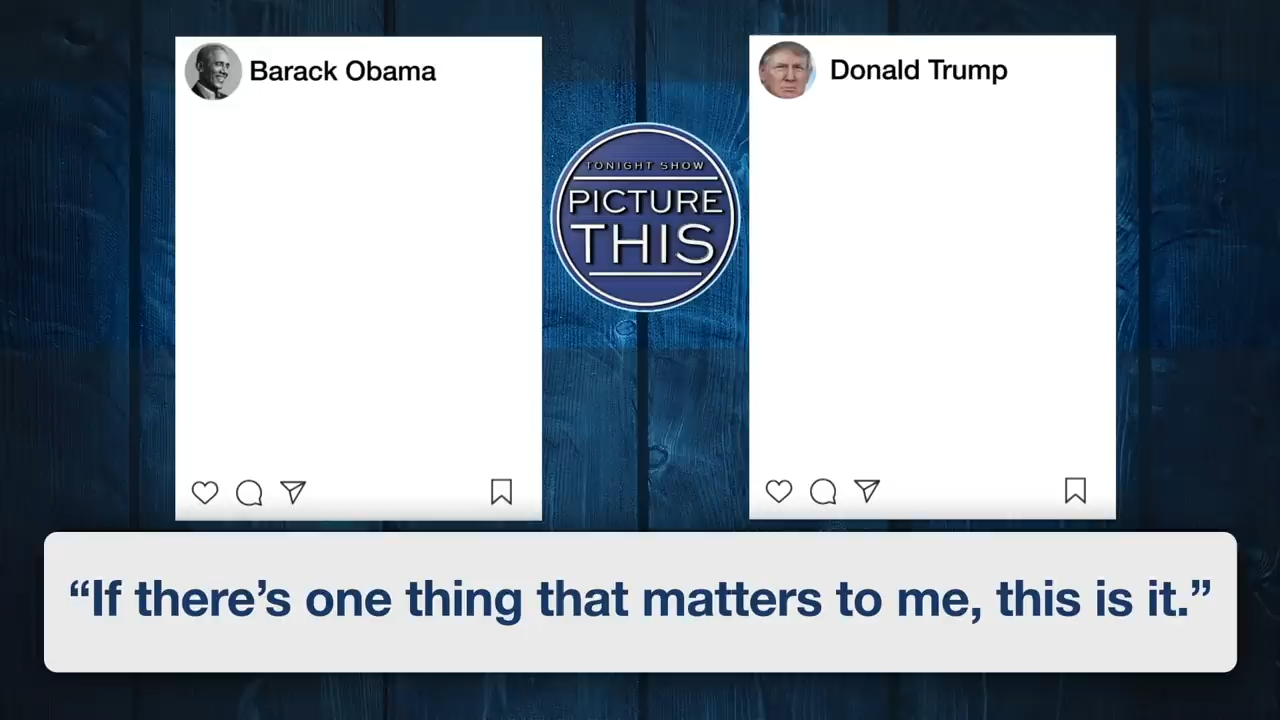 Barack Obama
Donald Trump
TONIGHT SHOW
PICTURE
THIS
“If there’s one thing that matters to me, this is it.”